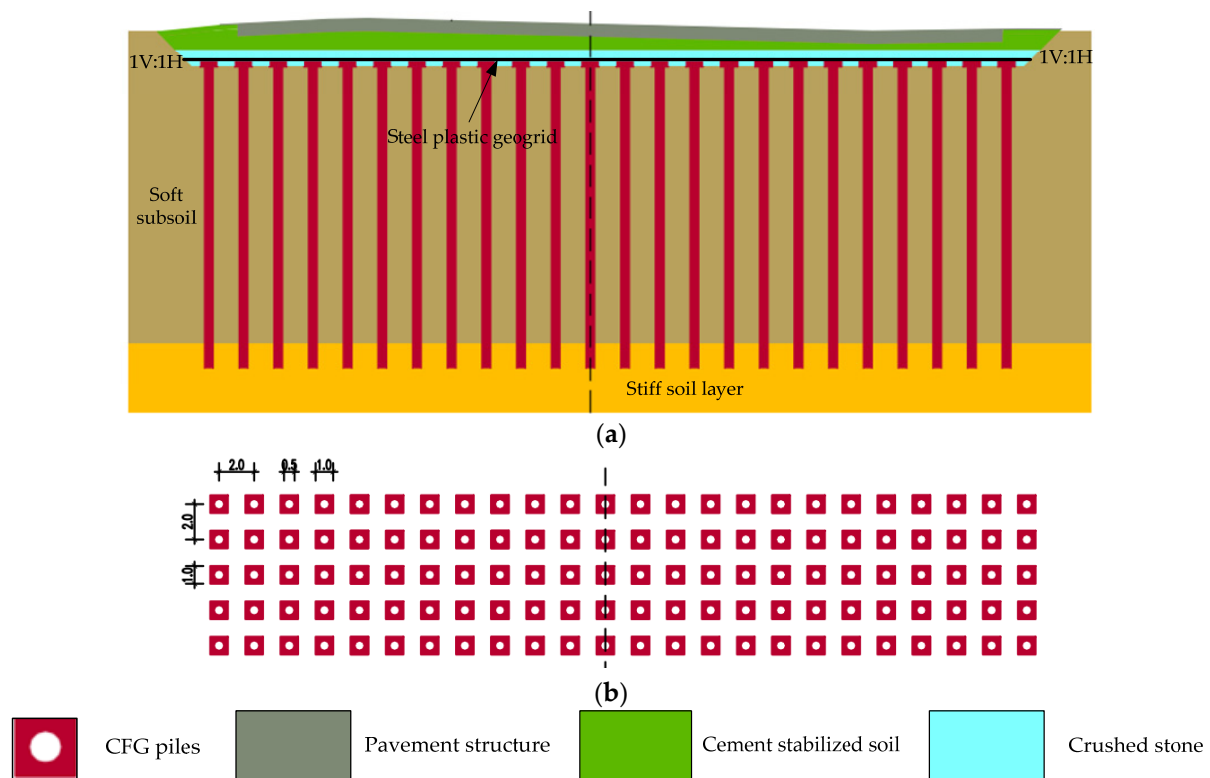 1V:1H
1V:1H
Steel plastic geogrid
Soft
subsoil
Stiff soil layer
(a)
2.0
0.5
1.0
2.0
1.0
(b)
CFG piles
Pavement structure
Cement stabilized soil
Crushed stone